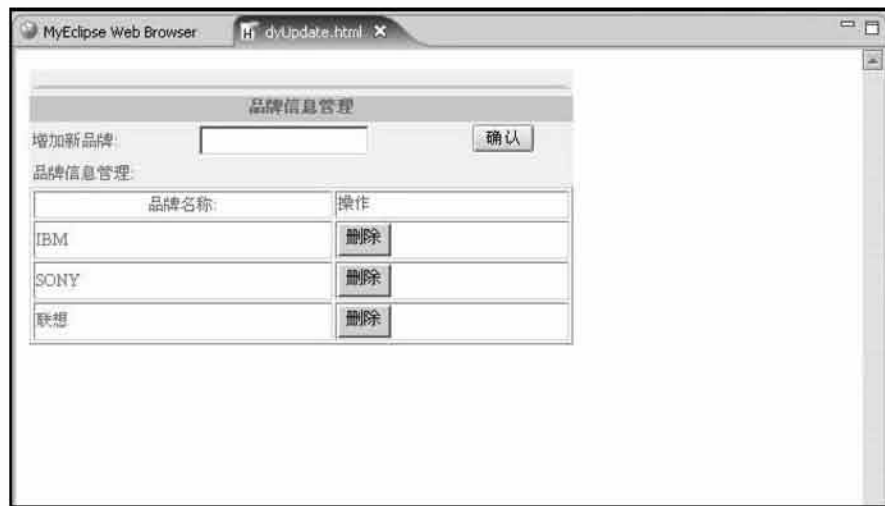 MyEclipse Web Browser dyUpdate.html
品牌信息管理
增加新品牌: 确认
品牌信息管理:
品牌名称: 操作
IBM 删除
SONY 删除
联想 删除